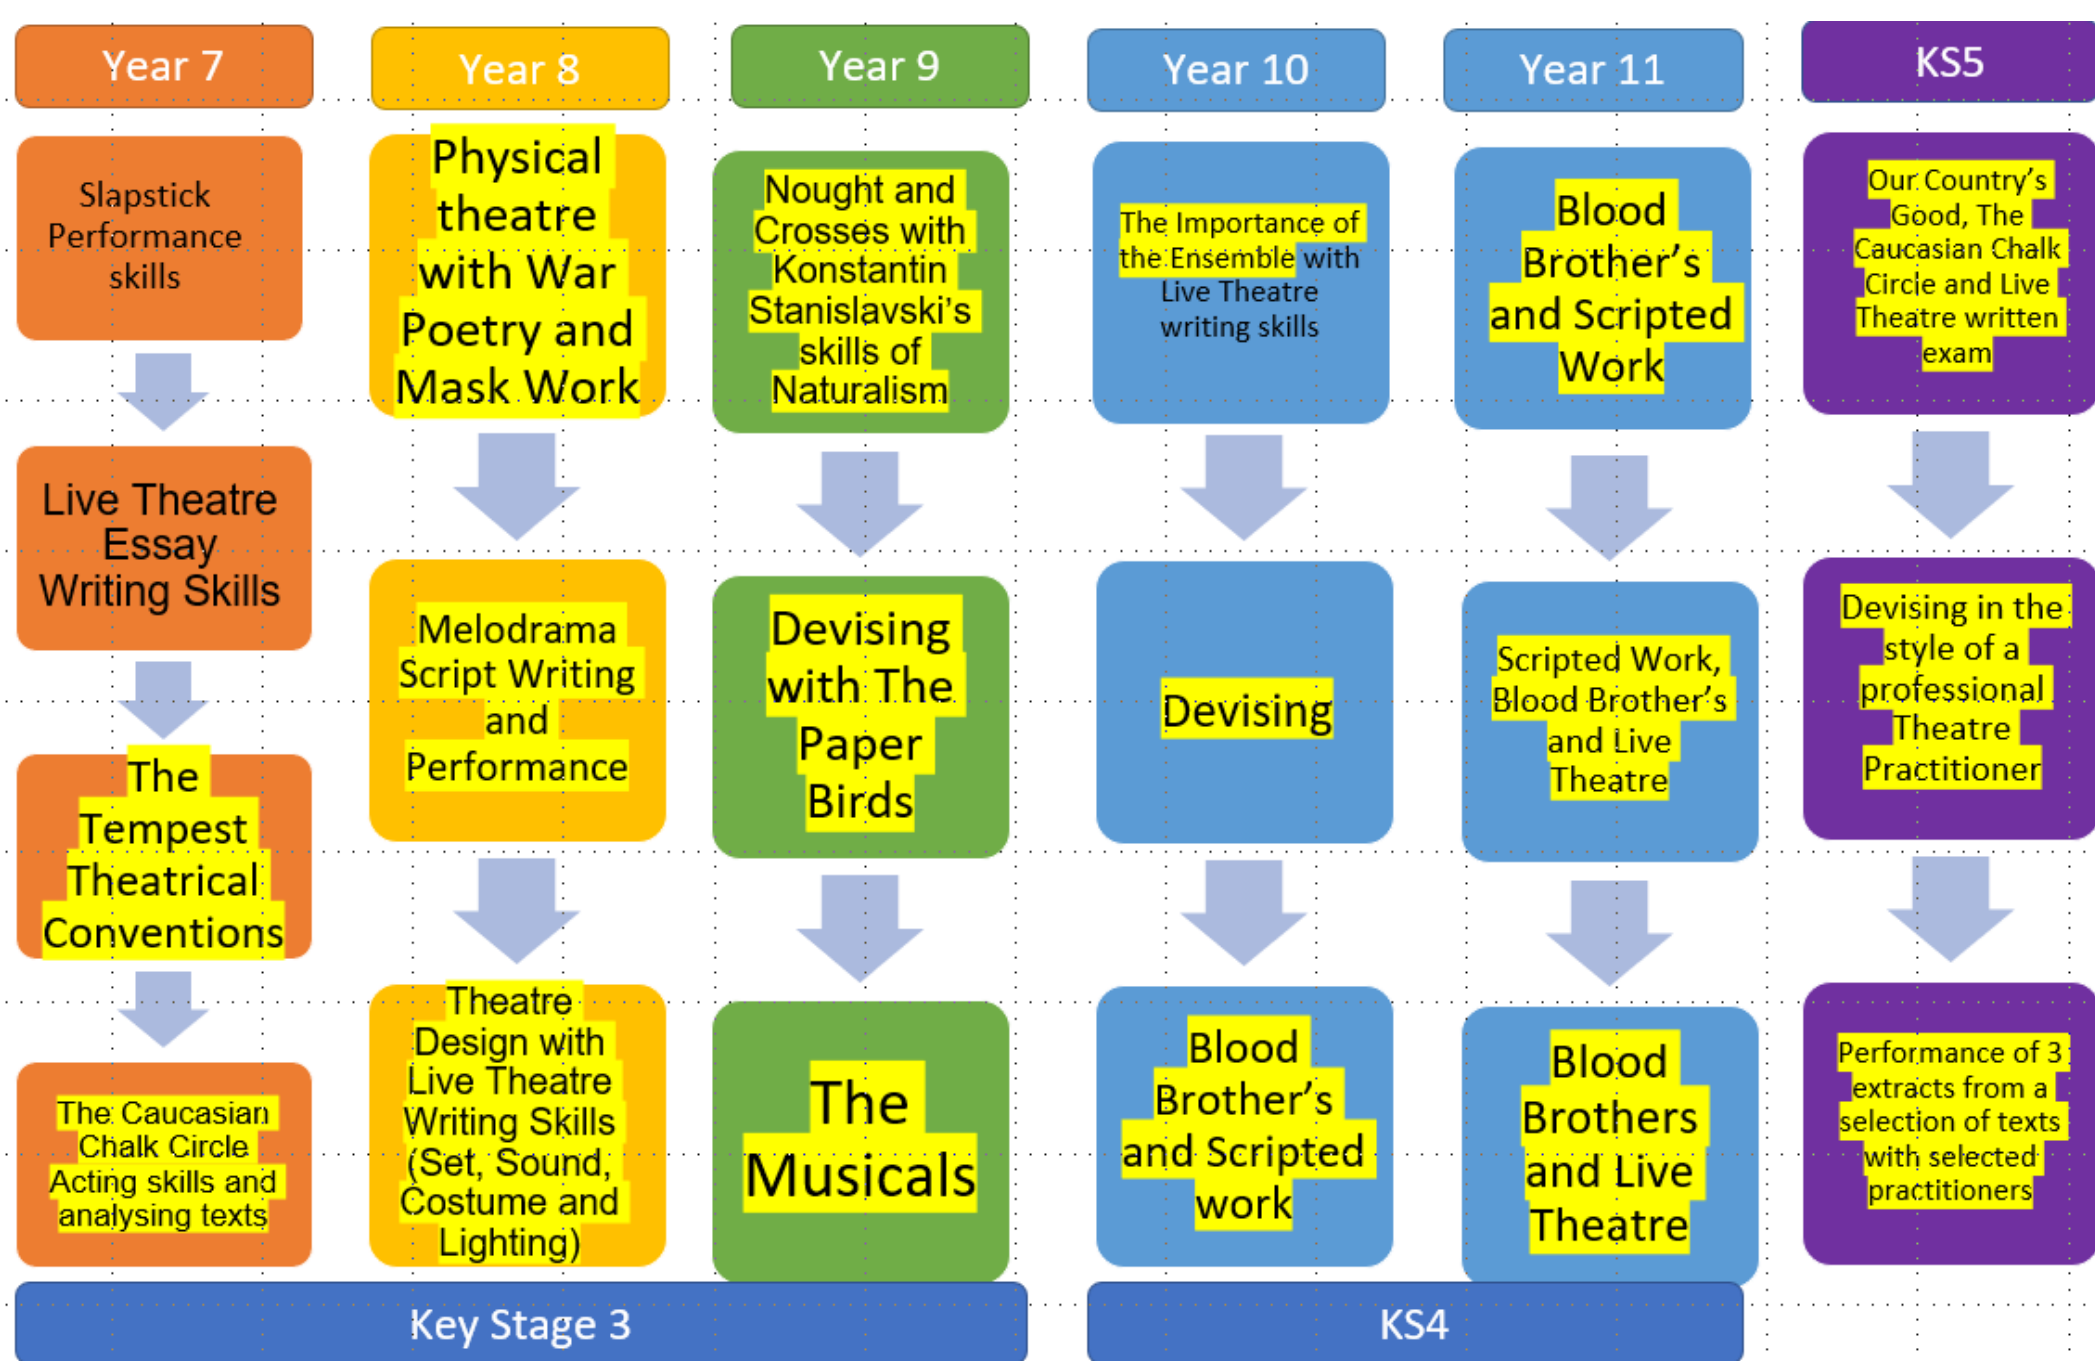 Year 7
Slapstick
Performance
skills
Live Theatre
Essay
Writing Skills
The
Tempest
Theatrical
Conventions
The Caucasian
Chalk Circle
Acting skills and
analysing texts
Year 8
Physical
theatre
with War
Poetry and
Mask Work
Melodrama
Script Writing
and
Performance
Theatre
Design with
Live Theatre
Writing Skills
(Set, Sound,
Costume and
Lighting)
Year 9
Nought and
Crosses with
Konstantin
Stanislavski's
skills of
Naturalism
Devising
with The
Paper
Birds
The
Musicals
Key Stage 3
Year 10
The Importance of
the Ensemble with
Live Theatre
writing skills
Devising
Blood
Brother's
and Scripted
work
Year 11
Blood
Brother's
and Scripted
Work
Scripted Work,
Blood Brother's
and Live
Theatre
Blood
Brothers
and Live
Theatre
KS4
KS5
Our Country's
Good, The
Caucasian Chalk
Circle and Live
Theatre written
exam
Devising in the
style of a
professional
Theatre
Practitioner
Performance of 3
extracts from a
selection of texts
with selected
practitioners